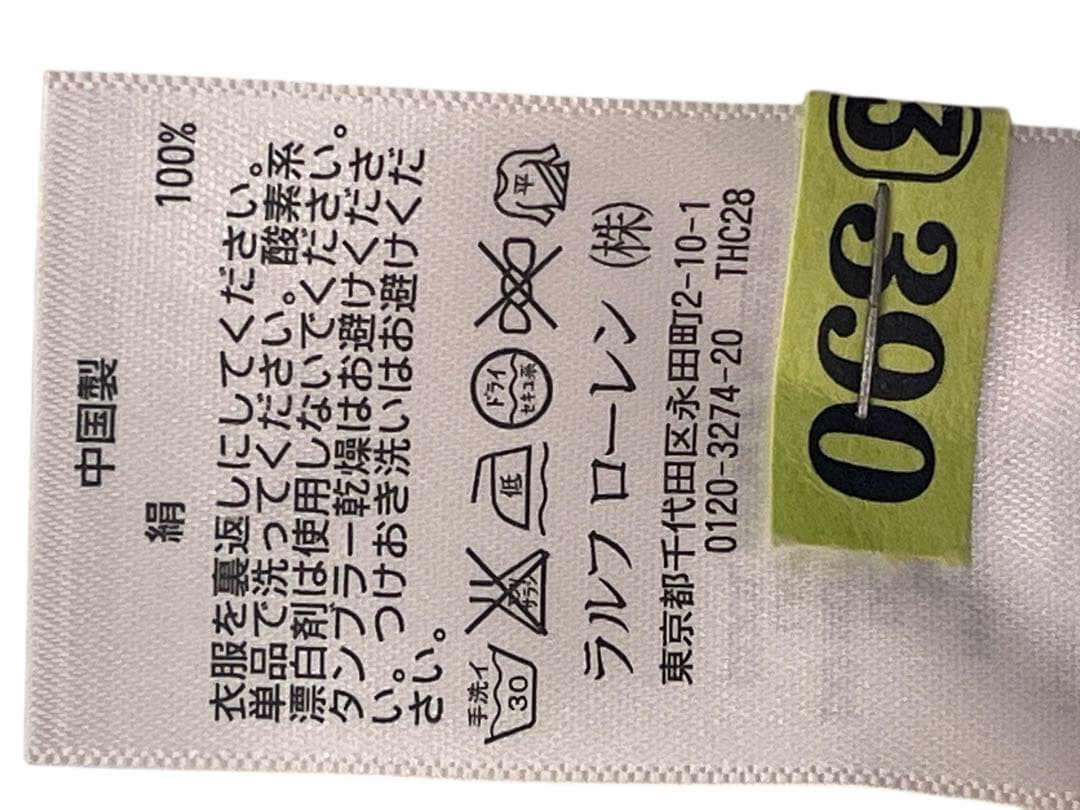 中国製
絹 100%
衣服を裏返しにしてください。
単品で洗ってください。酸素系
漂白剤は使用しないでください。
タンブラー乾燥はお避けくださ
い。つけおき洗いはお避けくだ
さい。
手洗イ 30 低 ドライ セキユ系 平
ラルフ ローレン (株)
東京都千代田区永田町2-10-1
0120-3274-20 THC28